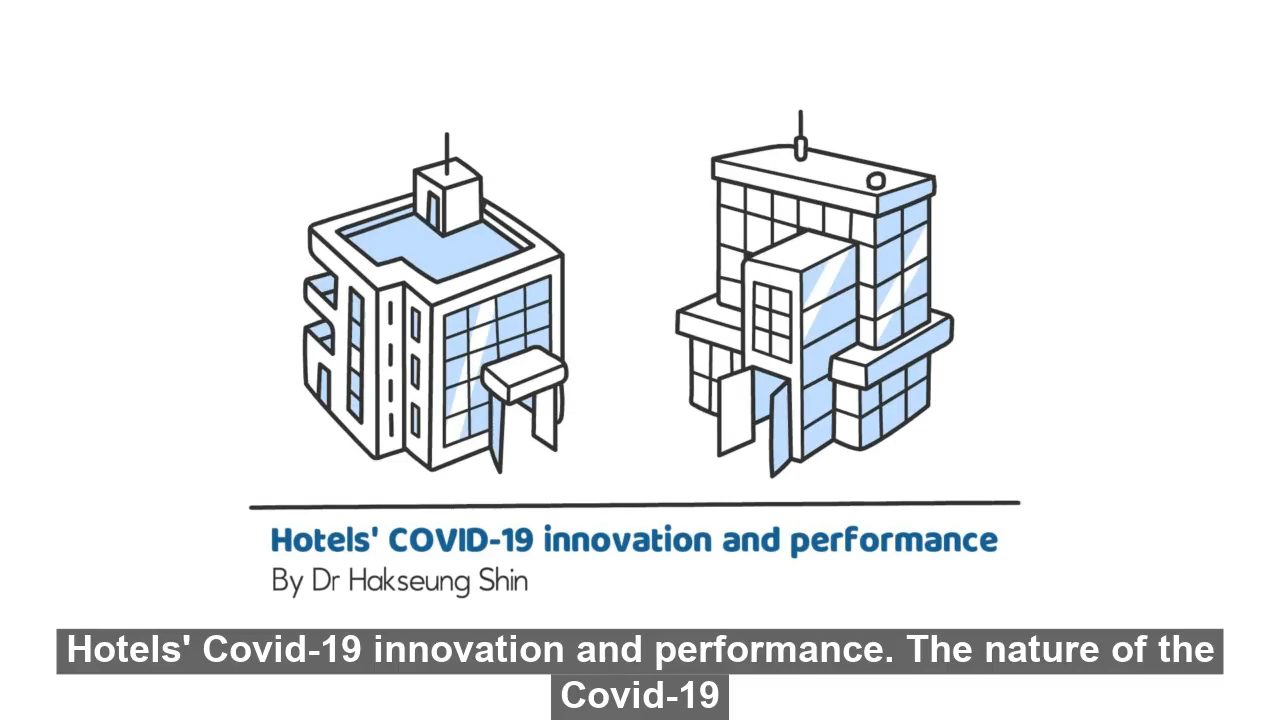 Hotels' COVID-19 innovation and performance
By Dr Hakseung Shin
Hotels' Covid-19 innovation and performance. The nature of the
Covid-19